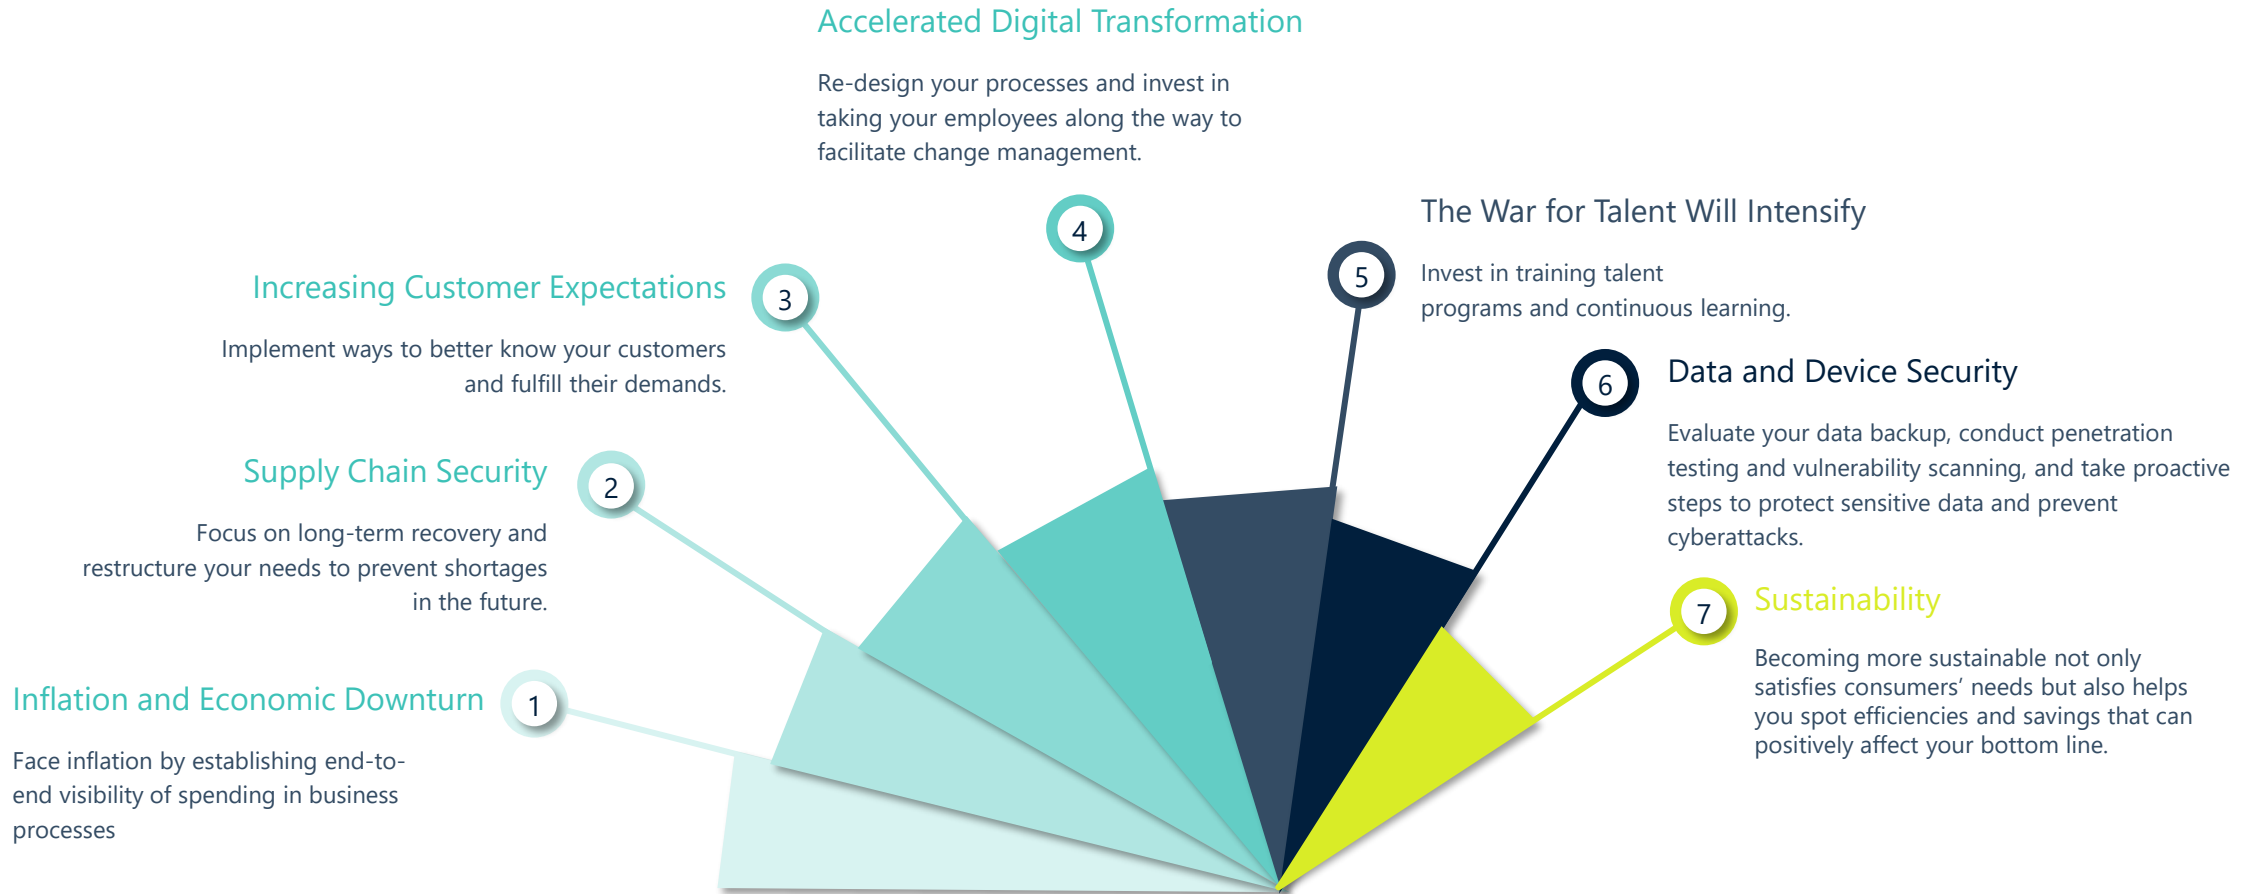 Accelerated Digital Transformation
Re-design your processes and invest in
taking your employees along the way to
facilitate change management.
4
The War for Talent Will Intensify
5
Invest in training talent
programs and continuous learning.
Increasing Customer Expectations
3
Implement ways to better know your customers
and fulfill their demands.
Data and Device Security
6
Evaluate your data backup, conduct penetration
testing and vulnerability scanning, and take proactive
steps to protect sensitive data and prevent
cyberattacks.
Supply Chain Security
2
Focus on long-term recovery and
restructure your needs to prevent shortages
in the future.
Sustainability
7
Becoming more sustainable not only
satisfies consumers’ needs but also helps
you spot efficiencies and savings that can
positively affect your bottom line.
Inflation and Economic Downturn
1
Face inflation by establishing end-to-
end visibility of spending in business
processes